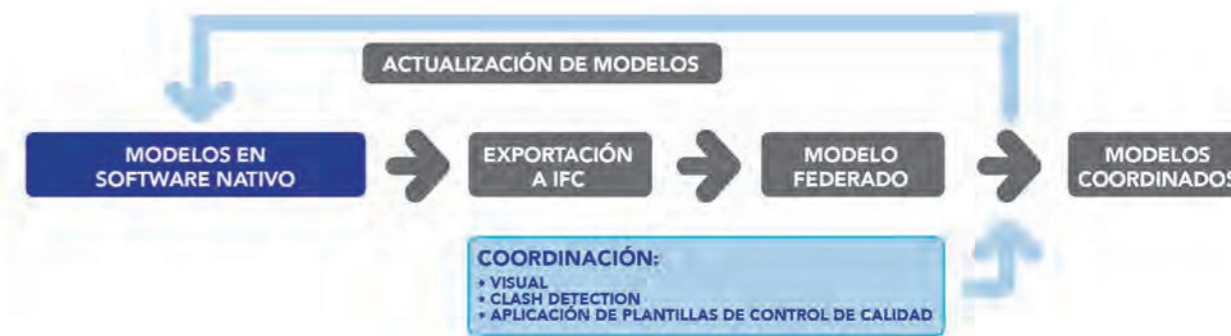 ACTUALIZACIÓN DE MODELOS
MODELOS EN
SOFTWARE NATIVO
EXPORTACIÓN
A IFC
MODELO
FEDERADO
MODELOS
COORDINADOS
COORDINACIÓN:
• VISUAL
• CLASH DETECTION
• APLICACIÓN DE PLANTILLAS DE CONTROL DE CALIDAD